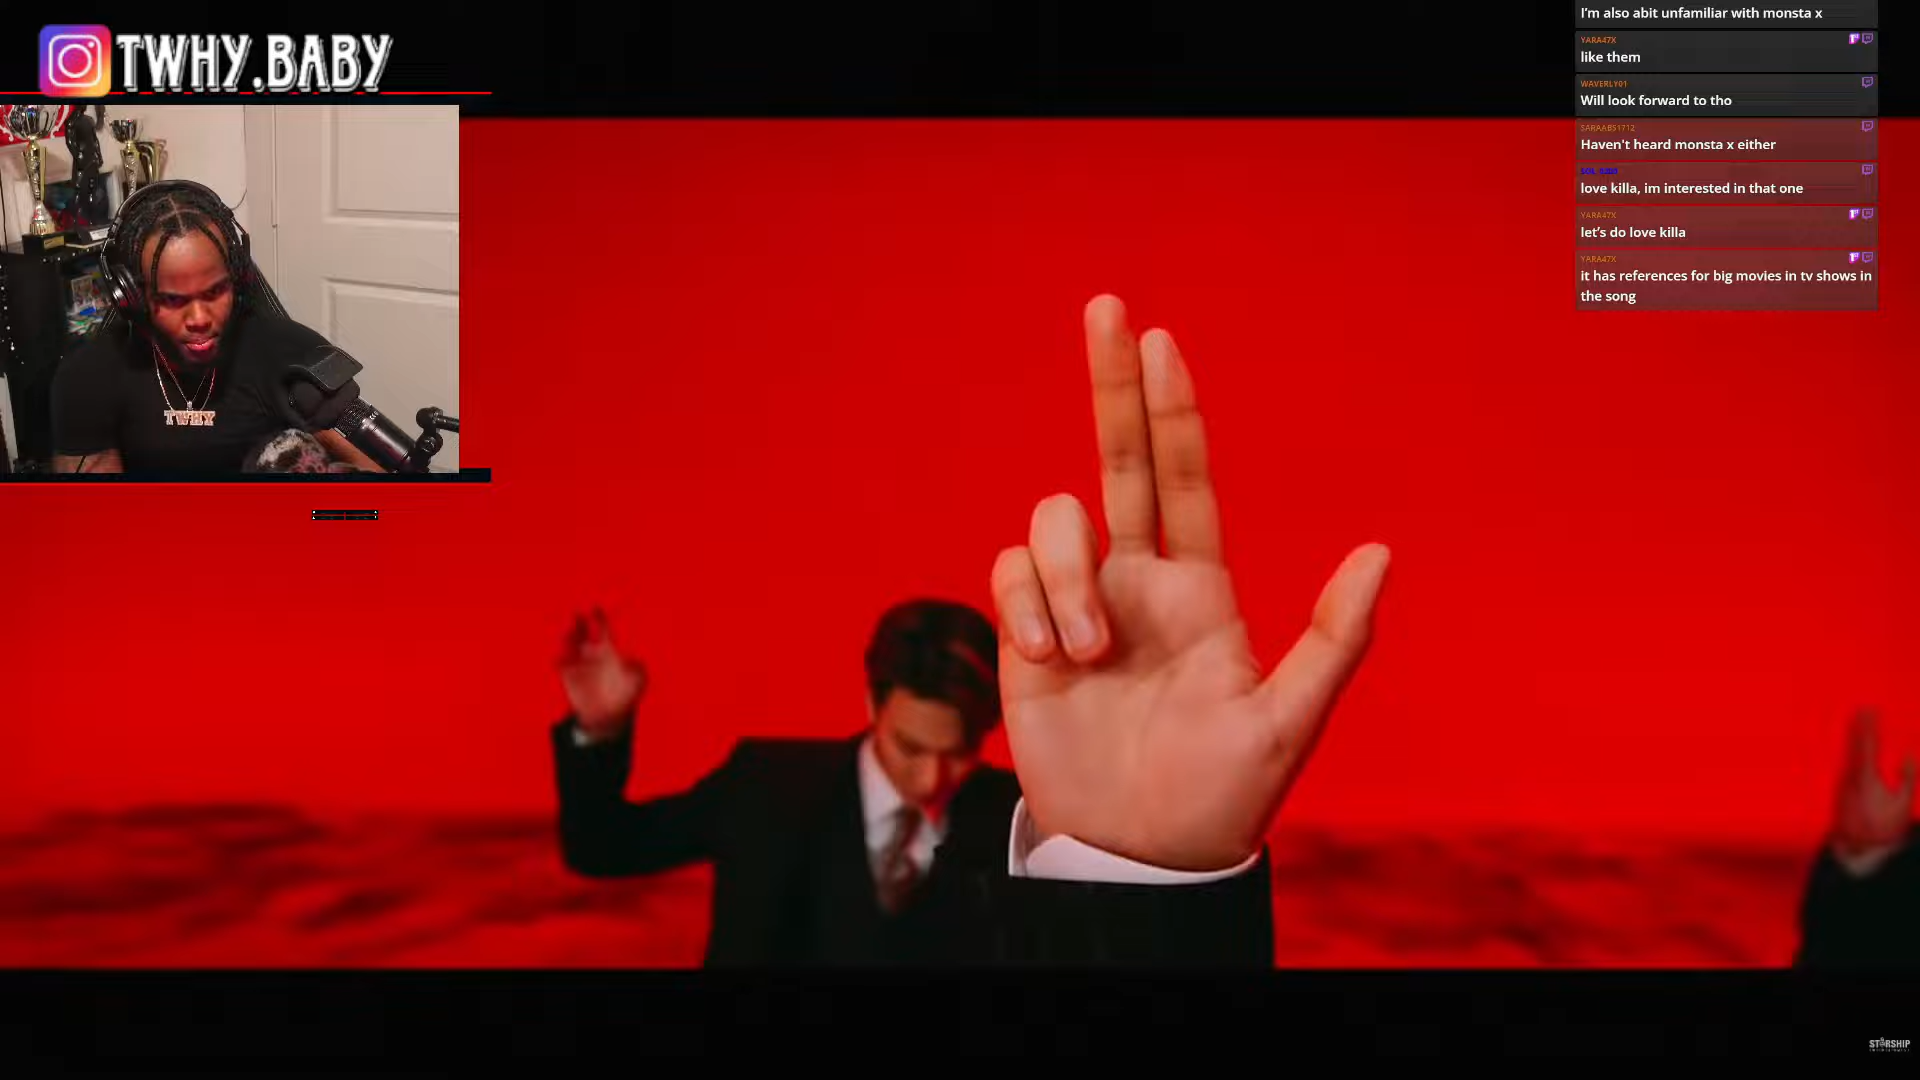 TWHY.BABY
I'm also abit unfamiliar with monsta x
YARA47X
like them
WAVERLY01
Will look forward to tho
SARAABS1712
Haven't heard monsta x either
love killa, im interested in that one
YARA47X
let's do love killa
YARA47X
it has references for big movies in tv shows in
the song
TWHY
STARSHIP